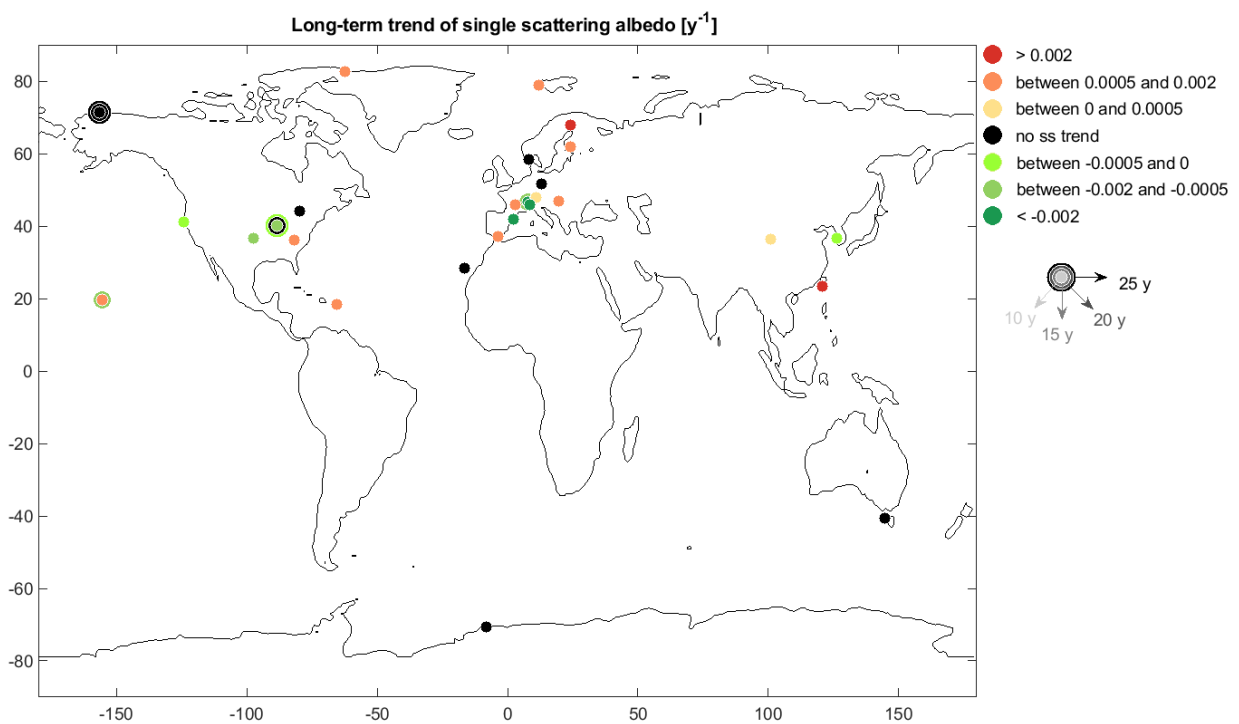 Long-term trend of single scattering albedo [y⁻¹]
80
60
40
20
0
-20
-40
-60
-80
-150
-100
-50
0
50
100
150
> 0.002
between 0.0005 and 0.002
between 0 and 0.0005
no ss trend
between -0.0005 and 0
between -0.002 and -0.0005
< -0.002
25 y
10 y
20 y
15 y